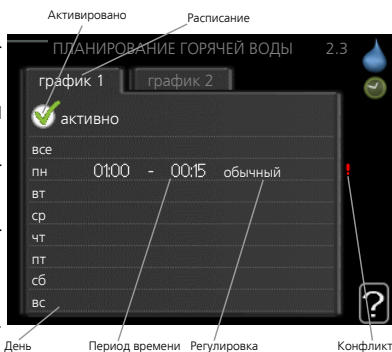 Активировано
Расписание
ПЛАНИРОВАНИЕ ГОРЯЧЕЙ ВОДЫ 2.3
график 1 график 2
активно
все
пн 01:00 - 00:15 обычный !
вт
ср
чт
пт
сб
вс
?
День Период времени Регулировка Конфликт